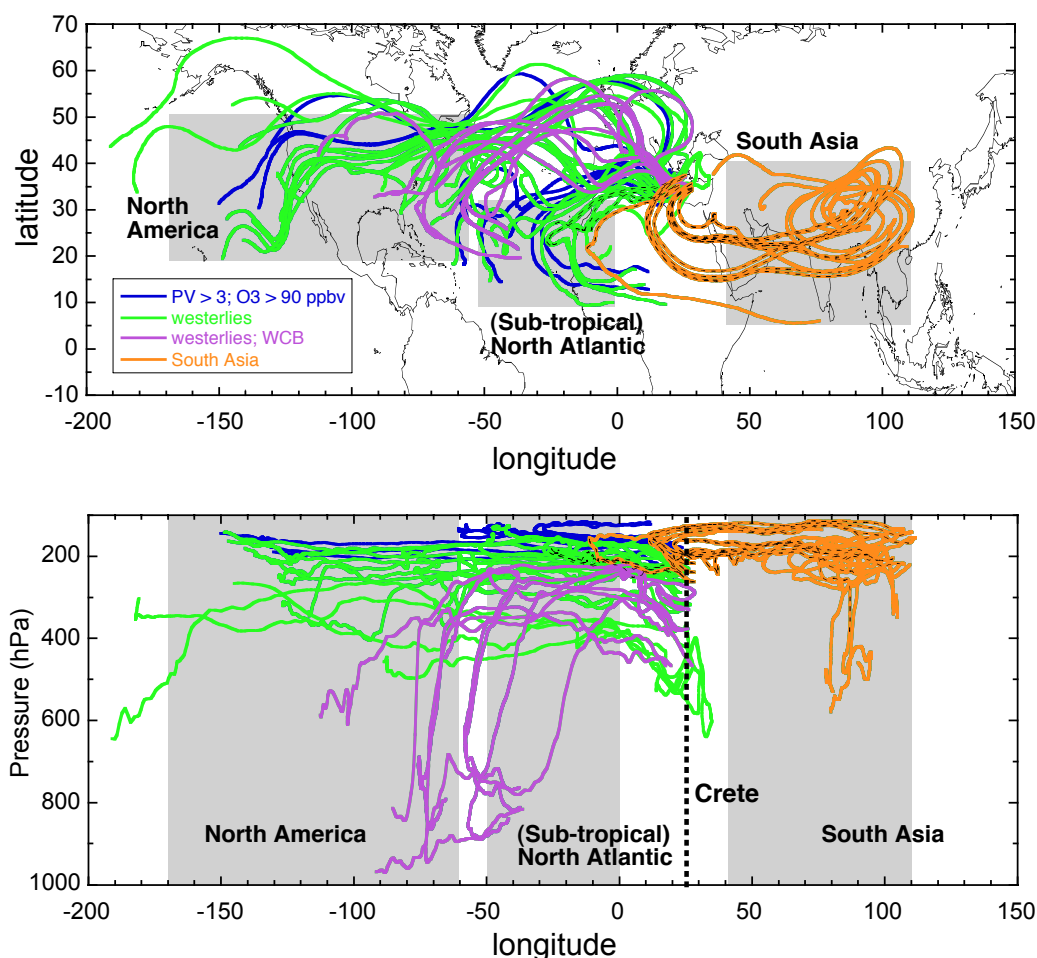 70
60
50
40
30
20
10
0
-10
latitude
South Asia
North
America
(Sub-tropical)
North Atlantic
PV > 3; O3 > 90 ppbv
westerlies
westerlies; WCB
South Asia
-200 -150 -100 -50 0 50 100 150
longitude
200
400
600
800
1000
Pressure (hPa)
Crete
North America
(Sub-tropical)
North Atlantic
South Asia
-200 -150 -100 -50 0 50 100 150
longitude